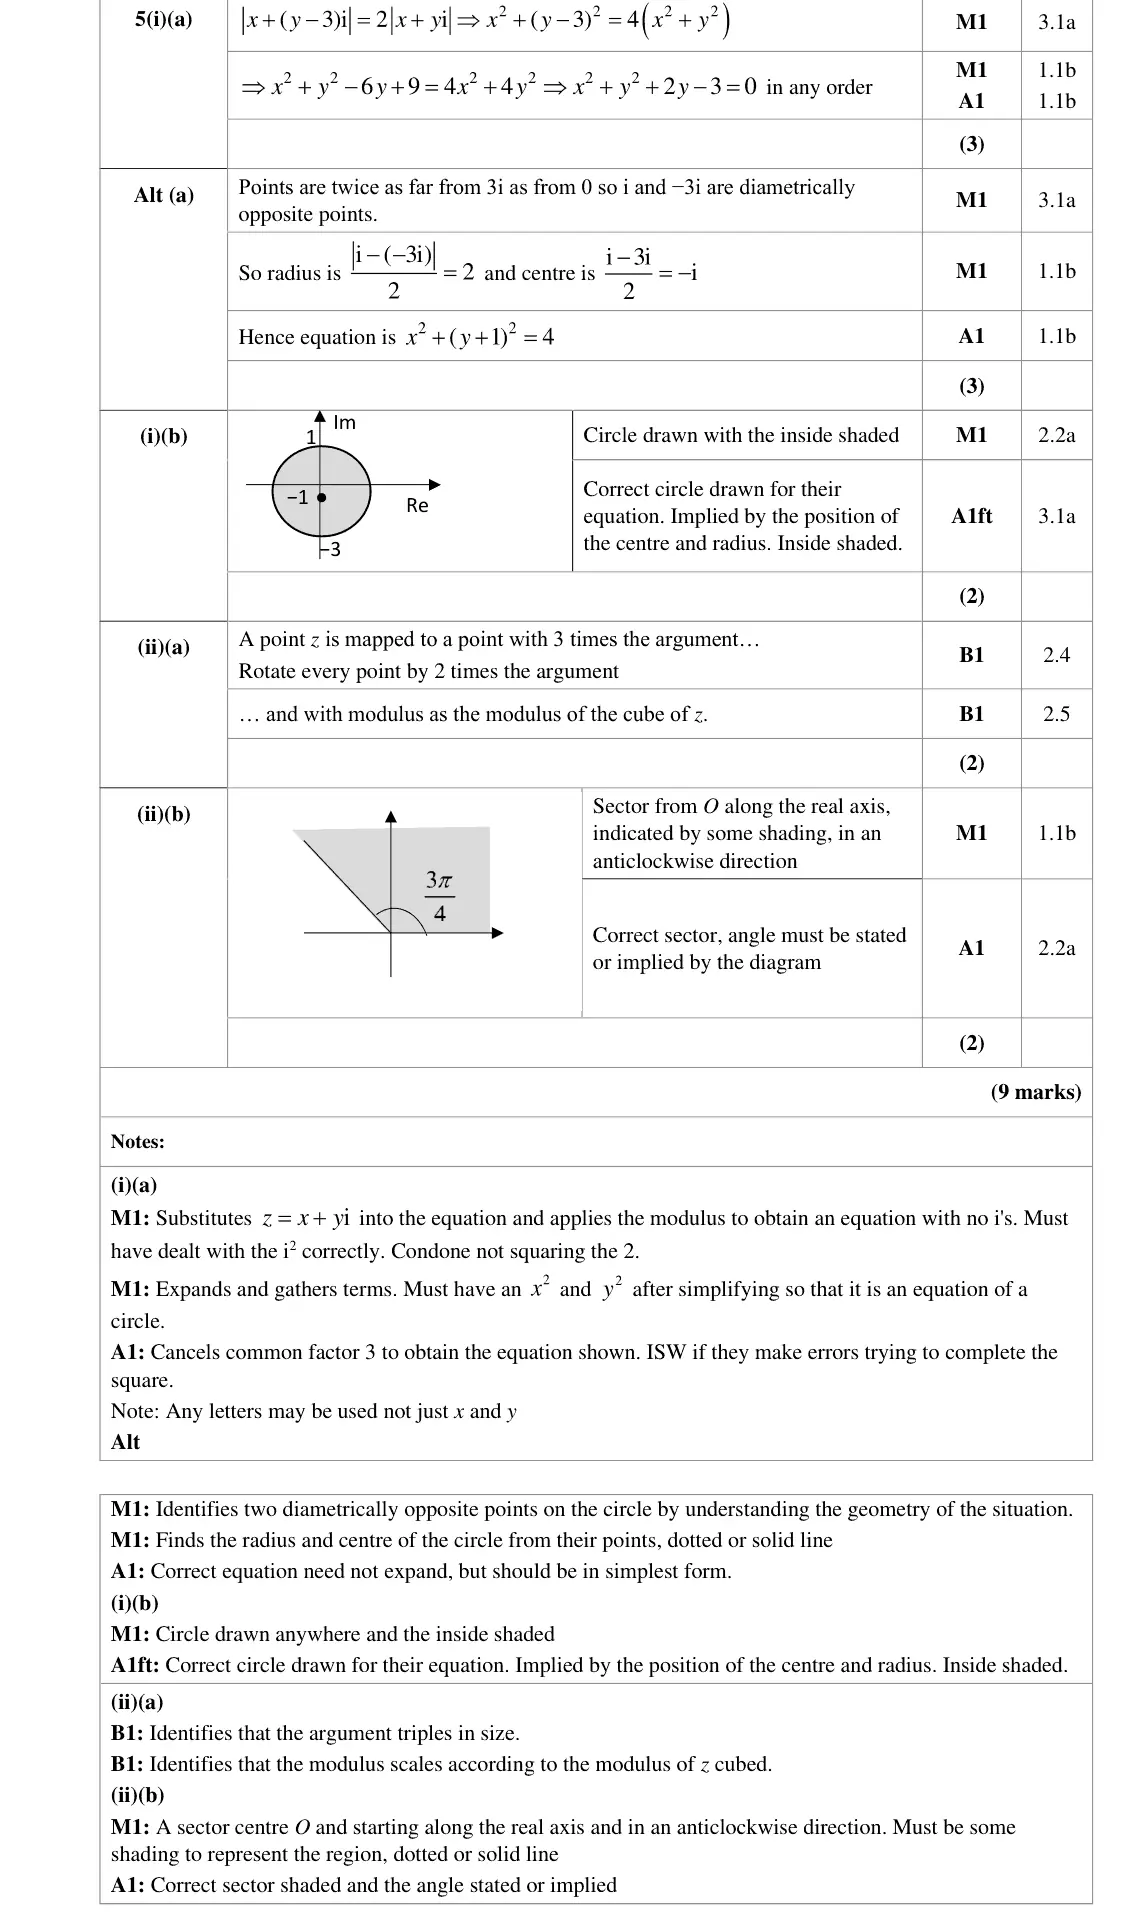 5(i)(a) |x+(y−3)i| = 2|x+yi| ⇒ x² + (y−3)² = 4(x² + y²) M1 3.1a
⇒ x² + y² −6y+9 = 4x² +4y² ⇒ x² + y² +2y−3 = 0 in any order M1 1.1b
A1 1.1b
(3)
Alt (a) Points are twice as far from 3i as from 0 so i and −3i are diametrically
opposite points. M1 3.1a
So radius is |i−(−3i)|/2 = 2 and centre is (i−3i)/2 = −i M1 1.1b
Hence equation is x² +(y+1)² = 4 A1 1.1b
(3)
(i)(b) Im
1
−1
Re
−3
Circle drawn with the inside shaded M1 2.2a
Correct circle drawn for their
equation. Implied by the position of
the centre and radius. Inside shaded. A1ft 3.1a
(2)
(ii)(a) A point z is mapped to a point with 3 times the argument…
Rotate every point by 2 times the argument B1 2.4
… and with modulus as the modulus of the cube of z. B1 2.5
(2)
(ii)(b) 3π/4
Sector from O along the real axis,
indicated by some shading, in an
anticlockwise direction M1 1.1b
Correct sector, angle must be stated
or implied by the diagram A1 2.2a
(2)
(9 marks)
Notes:
(i)(a)
M1: Substitutes z = x + yi into the equation and applies the modulus to obtain an equation with no i's. Must
have dealt with the i² correctly. Condone not squaring the 2.
M1: Expands and gathers terms. Must have an x² and y² after simplifying so that it is an equation of a
circle.
A1: Cancels common factor 3 to obtain the equation shown. ISW if they make errors trying to complete the
square.
Note: Any letters may be used not just x and y
Alt
M1: Identifies two diametrically opposite points on the circle by understanding the geometry of the situation.
M1: Finds the radius and centre of the circle from their points, dotted or solid line
A1: Correct equation need not expand, but should be in simplest form.
(i)(b)
M1: Circle drawn anywhere and the inside shaded
A1ft: Correct circle drawn for their equation. Implied by the position of the centre and radius. Inside shaded.
(ii)(a)
B1: Identifies that the argument triples in size.
B1: Identifies that the modulus scales according to the modulus of z cubed.
(ii)(b)
M1: A sector centre O and starting along the real axis and in an anticlockwise direction. Must be some
shading to represent the region, dotted or solid line
A1: Correct sector shaded and the angle stated or implied